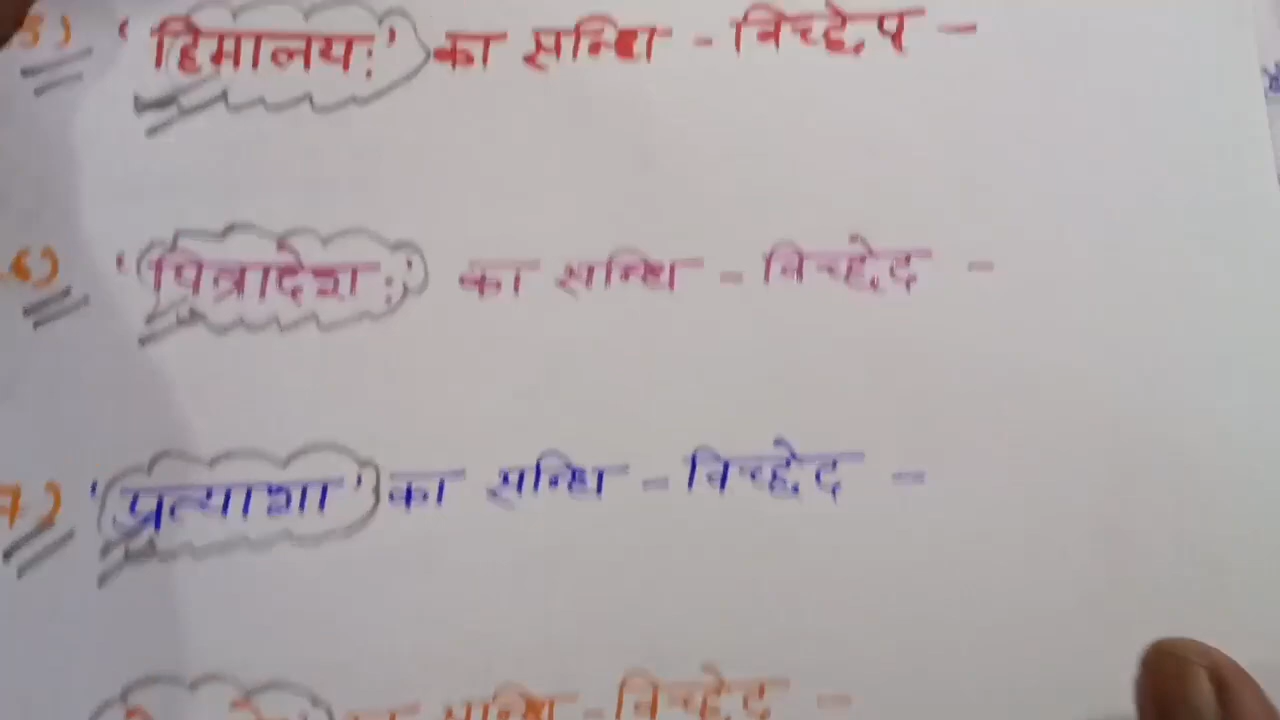 5) 'हिमालयः' का सन्धि - विच्छेप -
6) 'पित्रादेशः' का सन्धि - विच्छेद -
7) 'प्रत्याशा' का सन्धि - विच्छेद -
का सन्धि - विच्छेद -